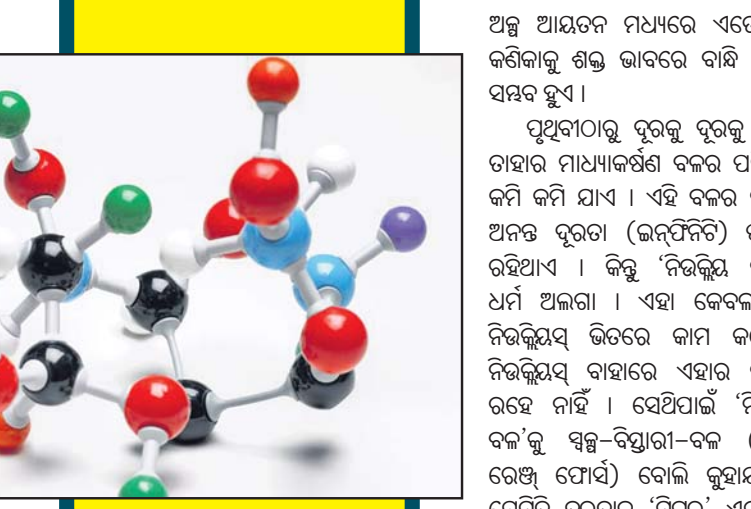 ଅଳ୍ପ ଆୟତନ ମଧ୍ୟରେ
କଣିକାକୁ ଶକ୍ତ ଭାବରେ ବାନ୍ଧି
ସମ୍ଭବ ହୁଏ ।
ପୃଥିବୀଠାରୁ ଦୂରକୁ ଦୂରକୁ
ତାହାର ମାଧ୍ୟାକର୍ଷଣ ବଳର
କମି କମି ଯାଏ । ଏହି ବଳର
ଅନନ୍ତ ଦୂରତା (ଇନ୍‌ଫିନିଟି)
ରହିଥାଏ । କିନ୍ତୁ ‘ନିଉକ୍ଲିୟ
ଧର୍ମ ଅଲଗା । ଏହା କେବଳ
ନିଉକ୍ଲିୟସ୍ ଭିତରେ କାମ
ନିଉକ୍ଲିୟସ୍ ବାହାରେ ଏହାର
ରହେ ନାହିଁ । ସେଥିପାଇଁ
ବଳ’କୁ ସ୍ୱଳ୍ପ–ବିସ୍ତାରୀ–ବଳ
ରେଞ୍ଜ୍ ଫୋର୍ସ) ବୋଲି